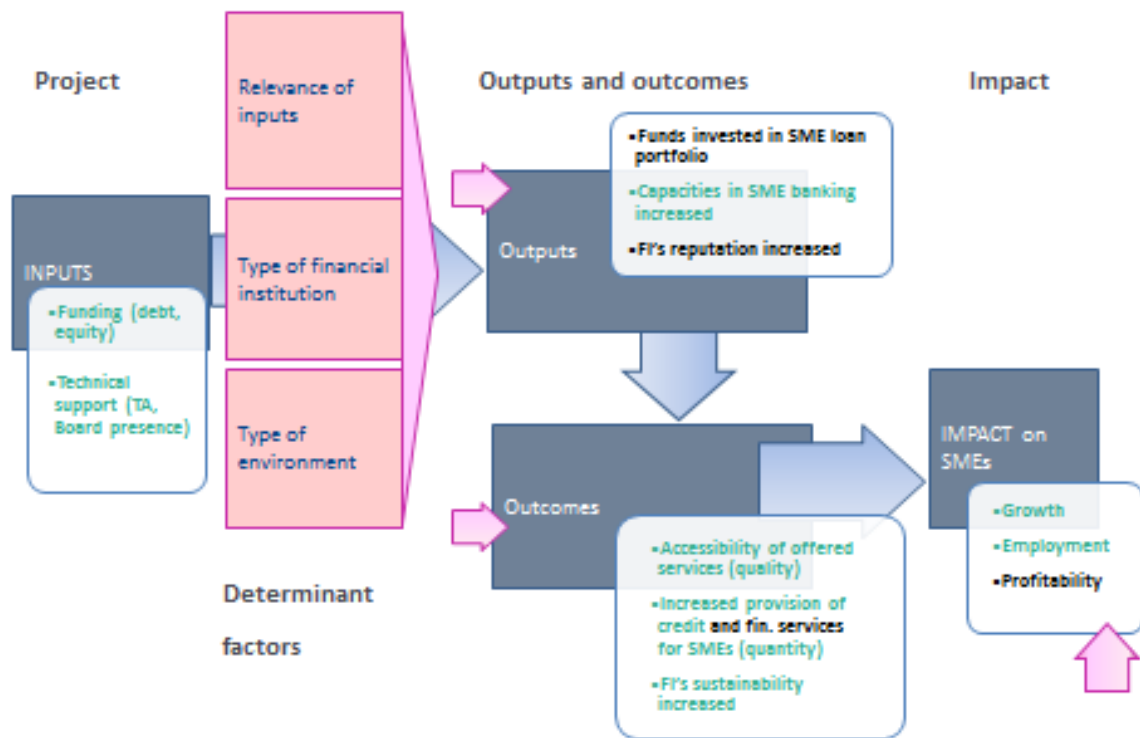 Project
Relevance of
inputs
Outputs and outcomes
Impact
▪Funds invested in SME loan
portfolio
▪Capacities in SME banking
increased
▪FI's reputation increased
Outputs
INPUTS
▪Funding (debt,
equity)
▪Technical
support (TA,
Board presence)
Type of financial
institution
Type of
environment
Determinant
factors
Outcomes
▪Accessibility of offered
services (quality)
▪Increased provision of
credit and fin. services
for SMEs (quantity)
▪FI's sustainability
increased
IMPACT on
SMEs
▪Growth
▪Employment
▪Profitability